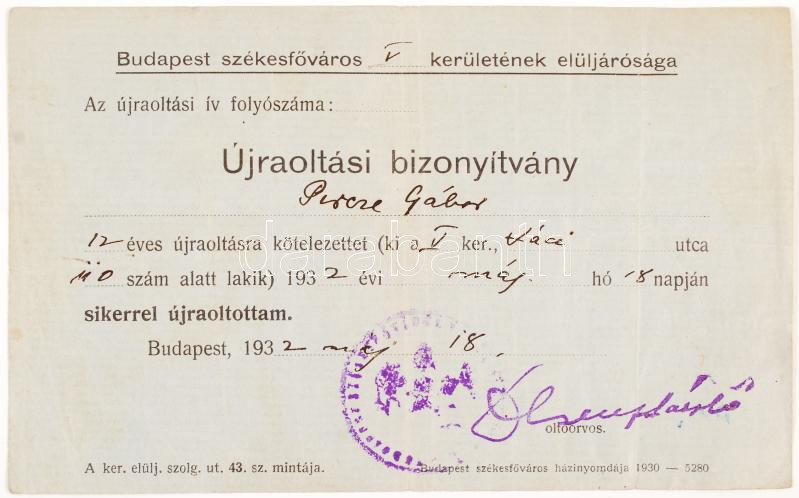 Budapest székesfőváros V kerületének elüljárósága
Az újraoltási ív folyószáma:
Újraoltási bizonyítvány
Percze Gábor
12 éves újraoltásra kötelezettet (ki a V ker., Váci utca
110 szám alatt lakik) 1932 évi máj. hó 18 napján
sikerrel újraoltottam.
Budapest, 1932 máj 18.
oltóorvos.
A ker. elülj. szolg. ut. 43. sz. mintája.
Budapest székesfőváros házinyomdája 1930 — 5280